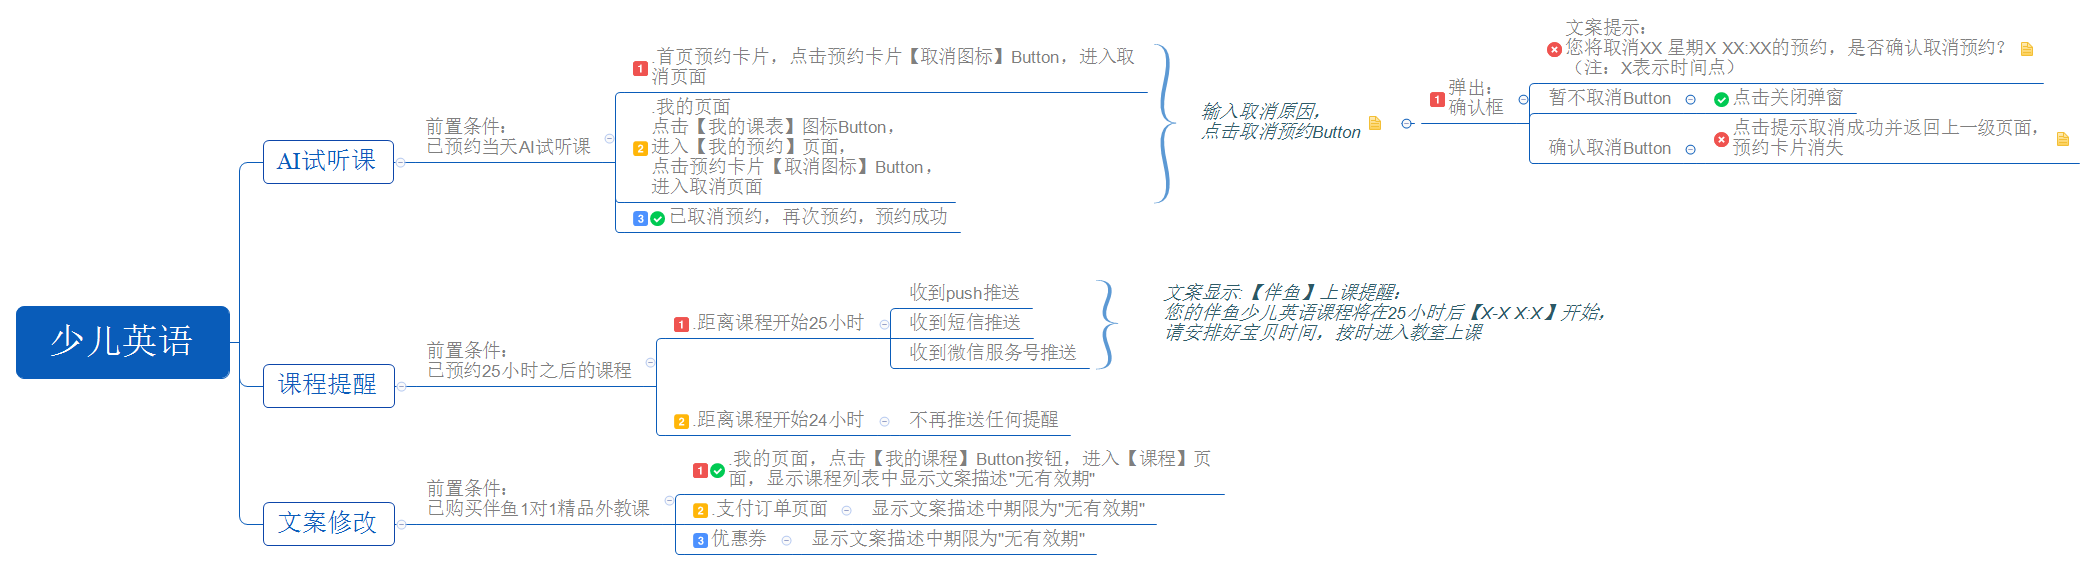 少儿英语
AI试听课
前置条件：
已预约当天AI试听课
1 .首页预约卡片，点击预约卡片【取消图标】Button，进入取
消页面
2 .我的页面
点击【我的课表】图标Button，
进入【我的预约】页面，
点击预约卡片【取消图标】Button，
进入取消页面
3 已取消预约，再次预约，预约成功
输入取消原因，
点击取消预约Button
1 弹出：
确认框
文案提示：
您将取消XX 星期X XX:XX的预约，是否确认取消预约？
（注：X表示时间点）
暂不取消Button
点击关闭弹窗
确认取消Button
点击提示取消成功并返回上一级页面，
预约卡片消失
课程提醒
前置条件：
已预约25小时之后的课程
1 .距离课程开始25小时
收到push推送
收到短信推送
收到微信服务号推送
文案显示:【伴鱼】上课提醒：
您的伴鱼少儿英语课程将在25小时后【X-X X:X】开始，
请安排好宝贝时间，按时进入教室上课
2 .距离课程开始24小时
不再推送任何提醒
文案修改
前置条件：
已购买伴鱼1对1精品外教课
1 .我的页面，点击【我的课程】Button按钮，进入【课程】页
面，显示课程列表中显示文案描述"无有效期"
2 .支付订单页面
显示文案描述中期限为"无有效期"
3 优惠券
显示文案描述中期限为"无有效期"